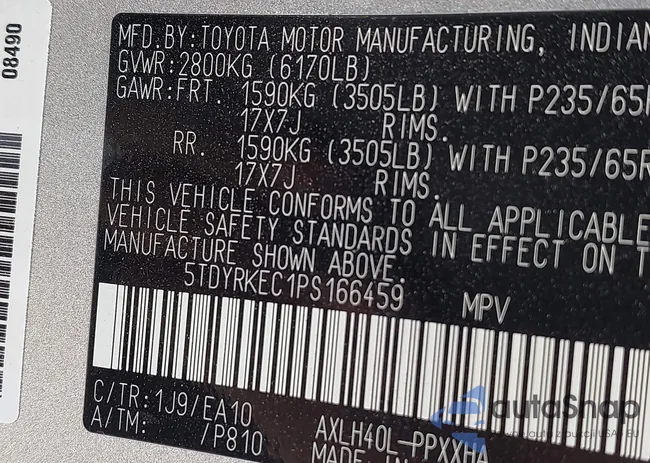 08490
MFD.BY:TOYOTA MOTOR MANUFACTURING, INDIAN
GVWR:2800KG (6170LB)
GAWR:FRT. 1590KG (3505LB) WITH P235/65R
17X7J RIMS.
RR. 1590KG (3505LB) WITH P235/65R
17X7J RIMS.
THIS VEHICLE CONFORMS TO ALL APPLICABLE
VEHICLE SAFETY STANDARDS IN EFFECT ON T
MANUFACTURE SHOWN ABOVE.
5TDYRKEC1PS166459 MPV
C/TR:1J9/EA10
A/TM: /P810
AXLH40L-PPXXHA
MADE IN
autoSnap